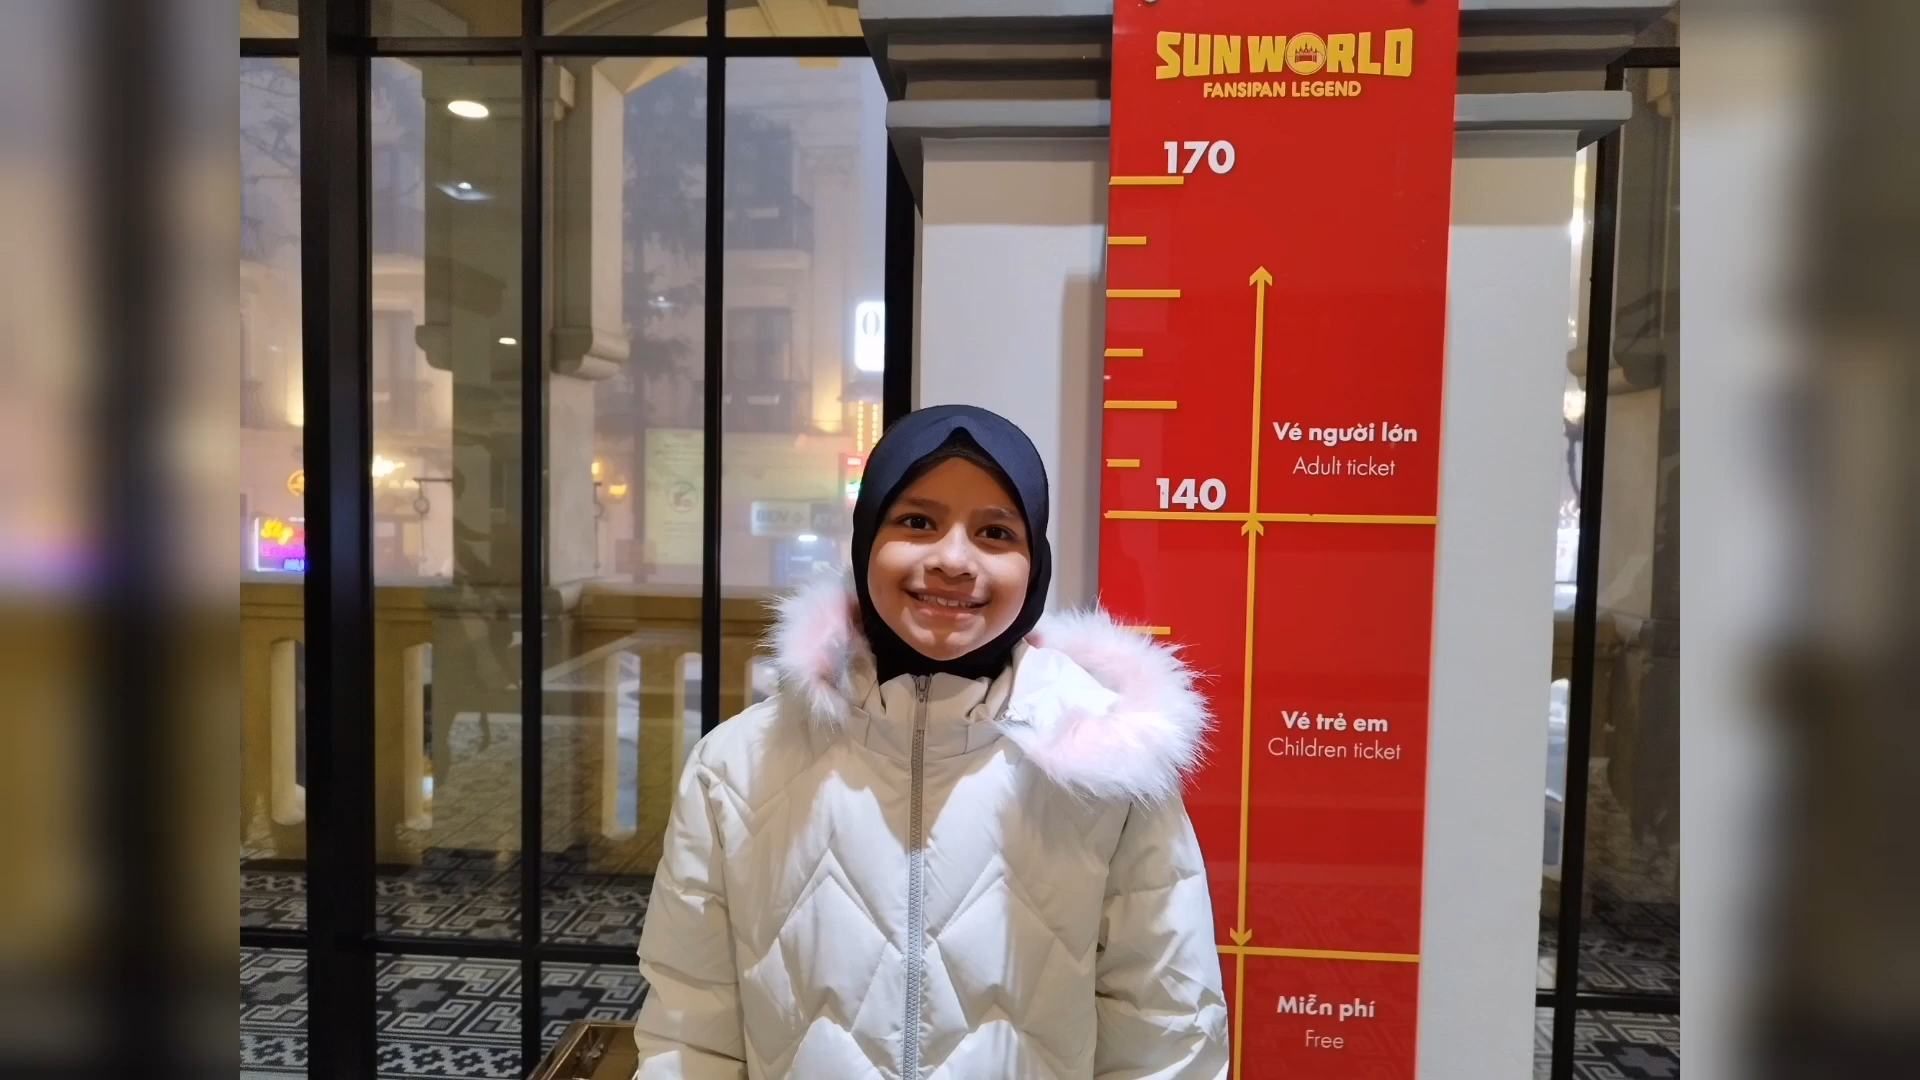 SUN WORLD
FANSIPAN LEGEND
170
Vé người lớn
Adult ticket
140
Vé trẻ em
Children ticket
Miễn phí
Free